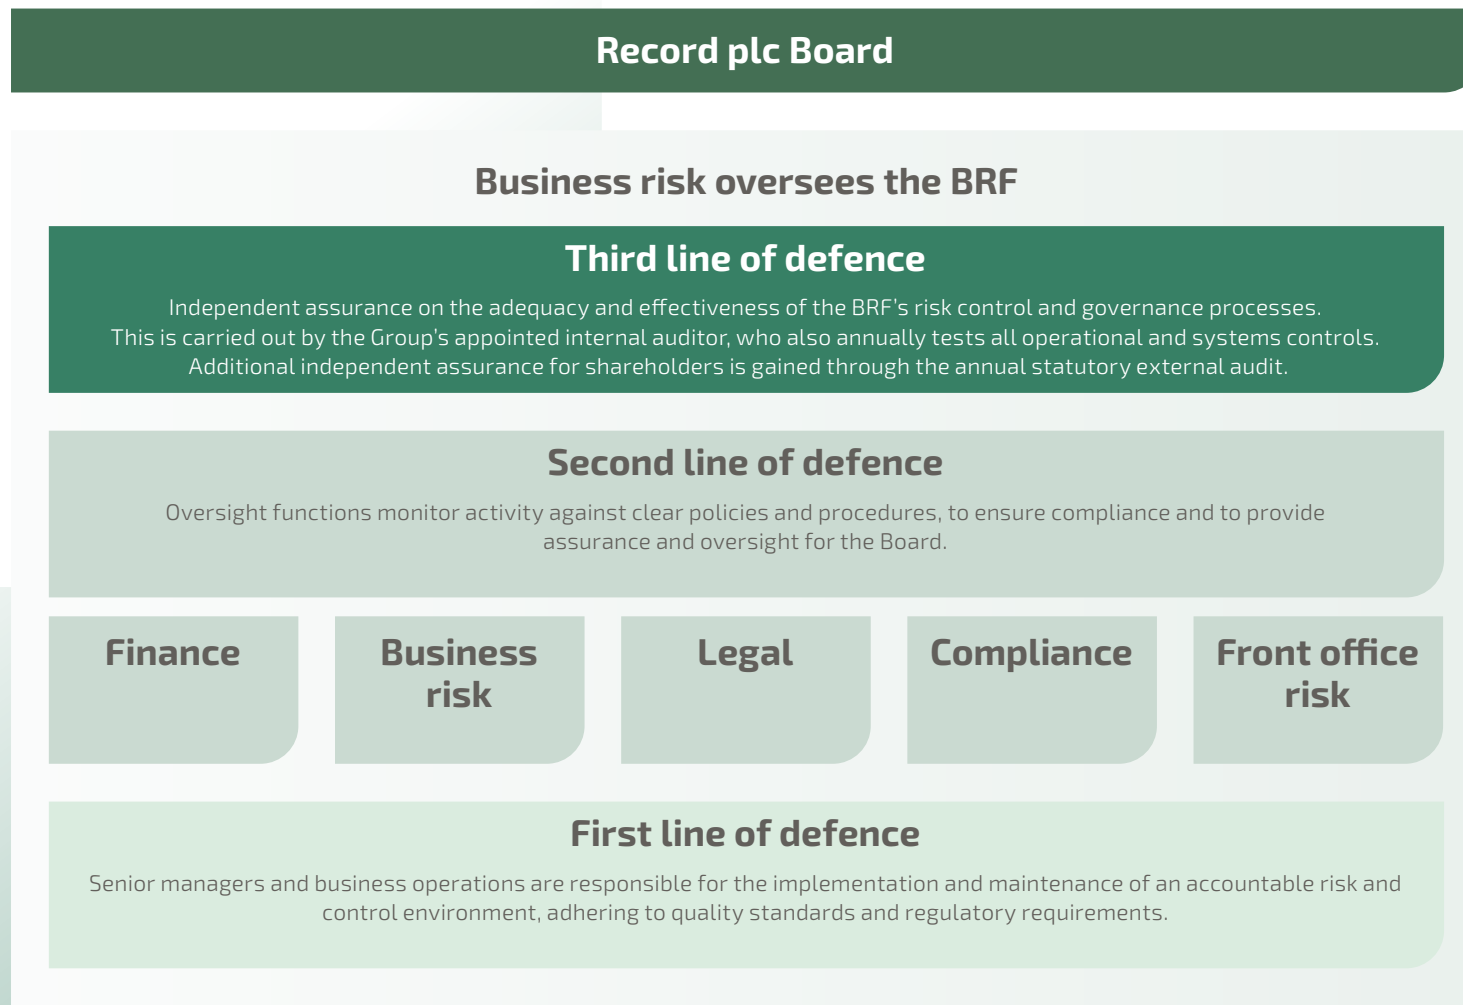 Record plc Board
Business risk oversees the BRF
Third line of defence
Independent assurance on the adequacy and effectiveness of the BRF's risk control and governance processes.
This is carried out by the Group's appointed internal auditor, who also annually tests all operational and systems controls.
Additional independent assurance for shareholders is gained through the annual statutory external audit.
Second line of defence
Oversight functions monitor activity against clear policies and procedures, to ensure compliance and to provide
assurance and oversight for the Board.
Finance
Business
risk
Legal
Compliance
Front office
risk
First line of defence
Senior managers and business operations are responsible for the implementation and maintenance of an accountable risk and
control environment, adhering to quality standards and regulatory requirements.